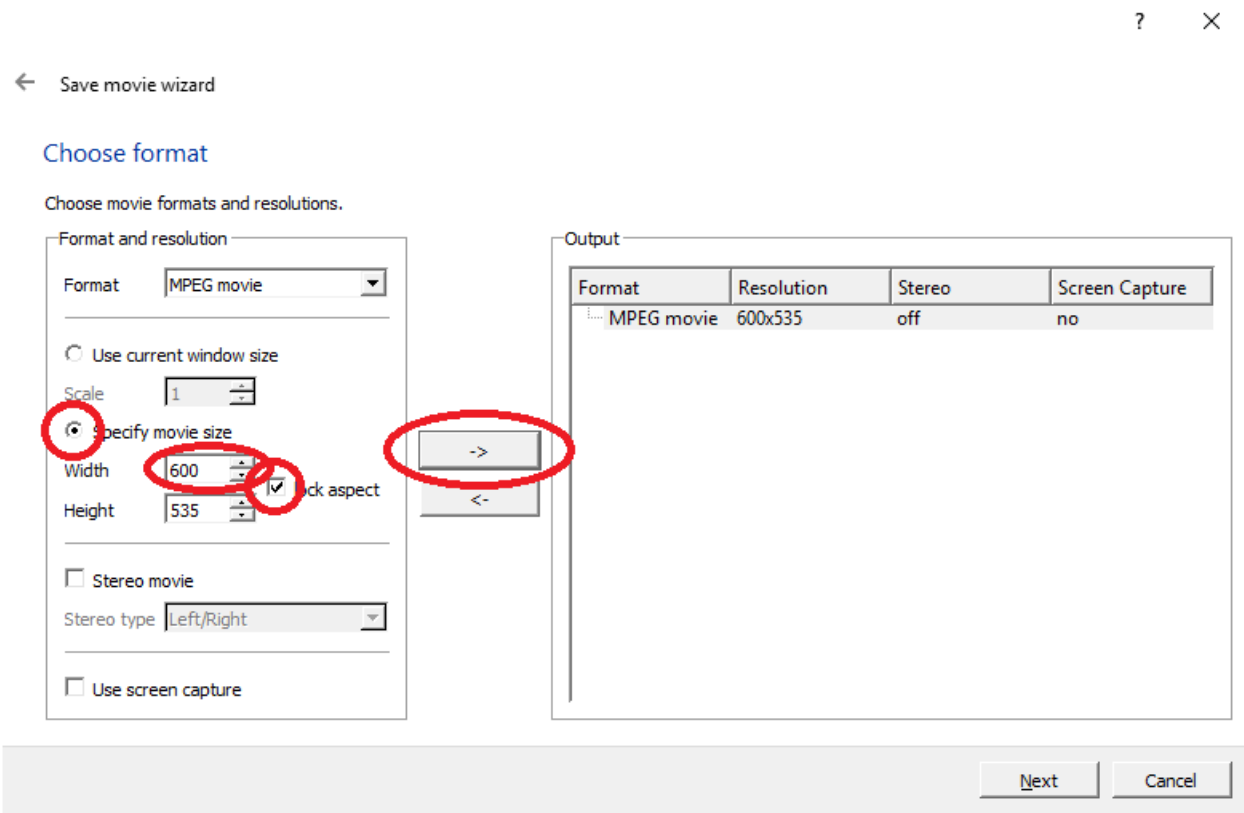 ?
Save movie wizard
Choose format
Choose movie formats and resolutions.
Format and resolution
Format MPEG movie
Use current window size
Scale 1
Specify movie size
Width 600
lock aspect
Height 535
Stereo movie
Stereo type Left/Right
Use screen capture
->
<-
Output
Format Resolution Stereo Screen Capture
MPEG movie 600x535 off no
Next Cancel